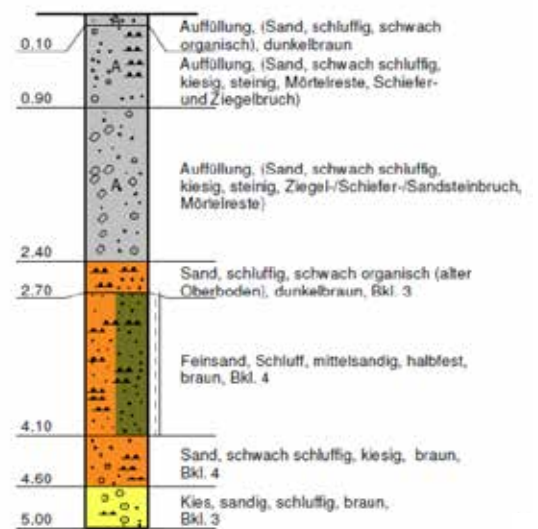 Auffüllung, (Sand, schluffig, schwach
organisch), dunkelbraun
0.10
Auffüllung, (Sand, schwach schluffig,
kiesig, steinig, Mörtelreste, Schiefer-
und Ziegelbruch)
A
A
0.90
Auffüllung, (Sand, schwach schluffig,
kiesig, steinig, Ziegel-/Schiefer-/Sandsteinbruch,
Mörtelreste)
A
2.40
Sand, schluffig, schwach organisch (alter
Oberboden), dunkelbraun, Bkl. 3
2.70
Feinsand, Schluff, mittelsandig, halbfest,
braun, Bkl. 4
4.10
Sand, schwach schluffig, kiesig, braun,
Bkl. 4
4.60
Kies, sandig, schluffig, braun,
Bkl. 3
5.00